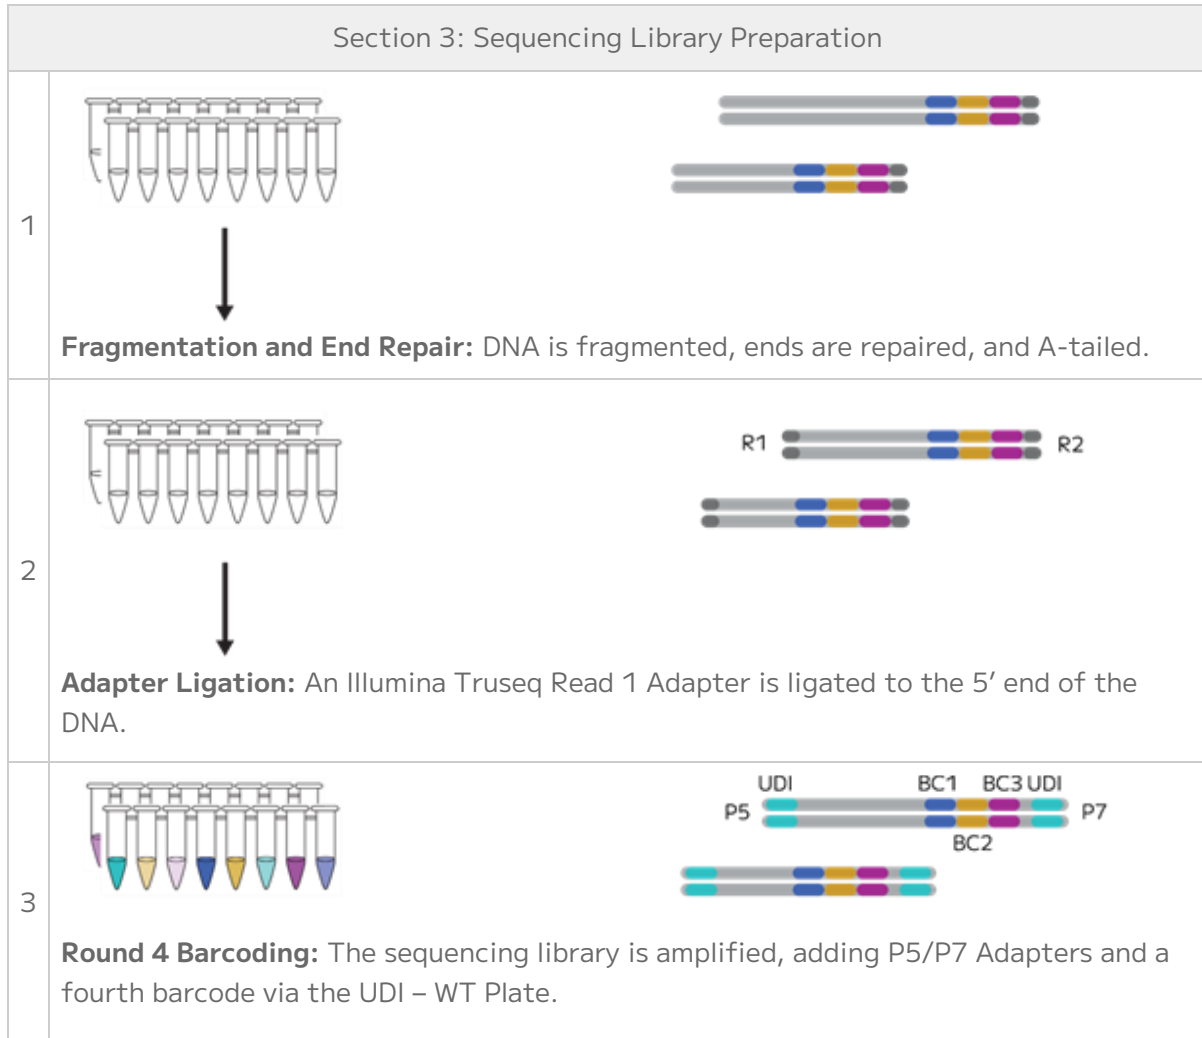 Section 3: Sequencing Library Preparation
1
Fragmentation and End Repair: DNA is fragmented, ends are repaired, and A-tailed.
R1
R2
2
Adapter Ligation: An Illumina Truseq Read 1 Adapter is ligated to the 5′ end of the
DNA.
UDI BC1 BC3 UDI
P5 P7
BC2
3
Round 4 Barcoding: The sequencing library is amplified, adding P5/P7 Adapters and a
fourth barcode via the UDI – WT Plate.